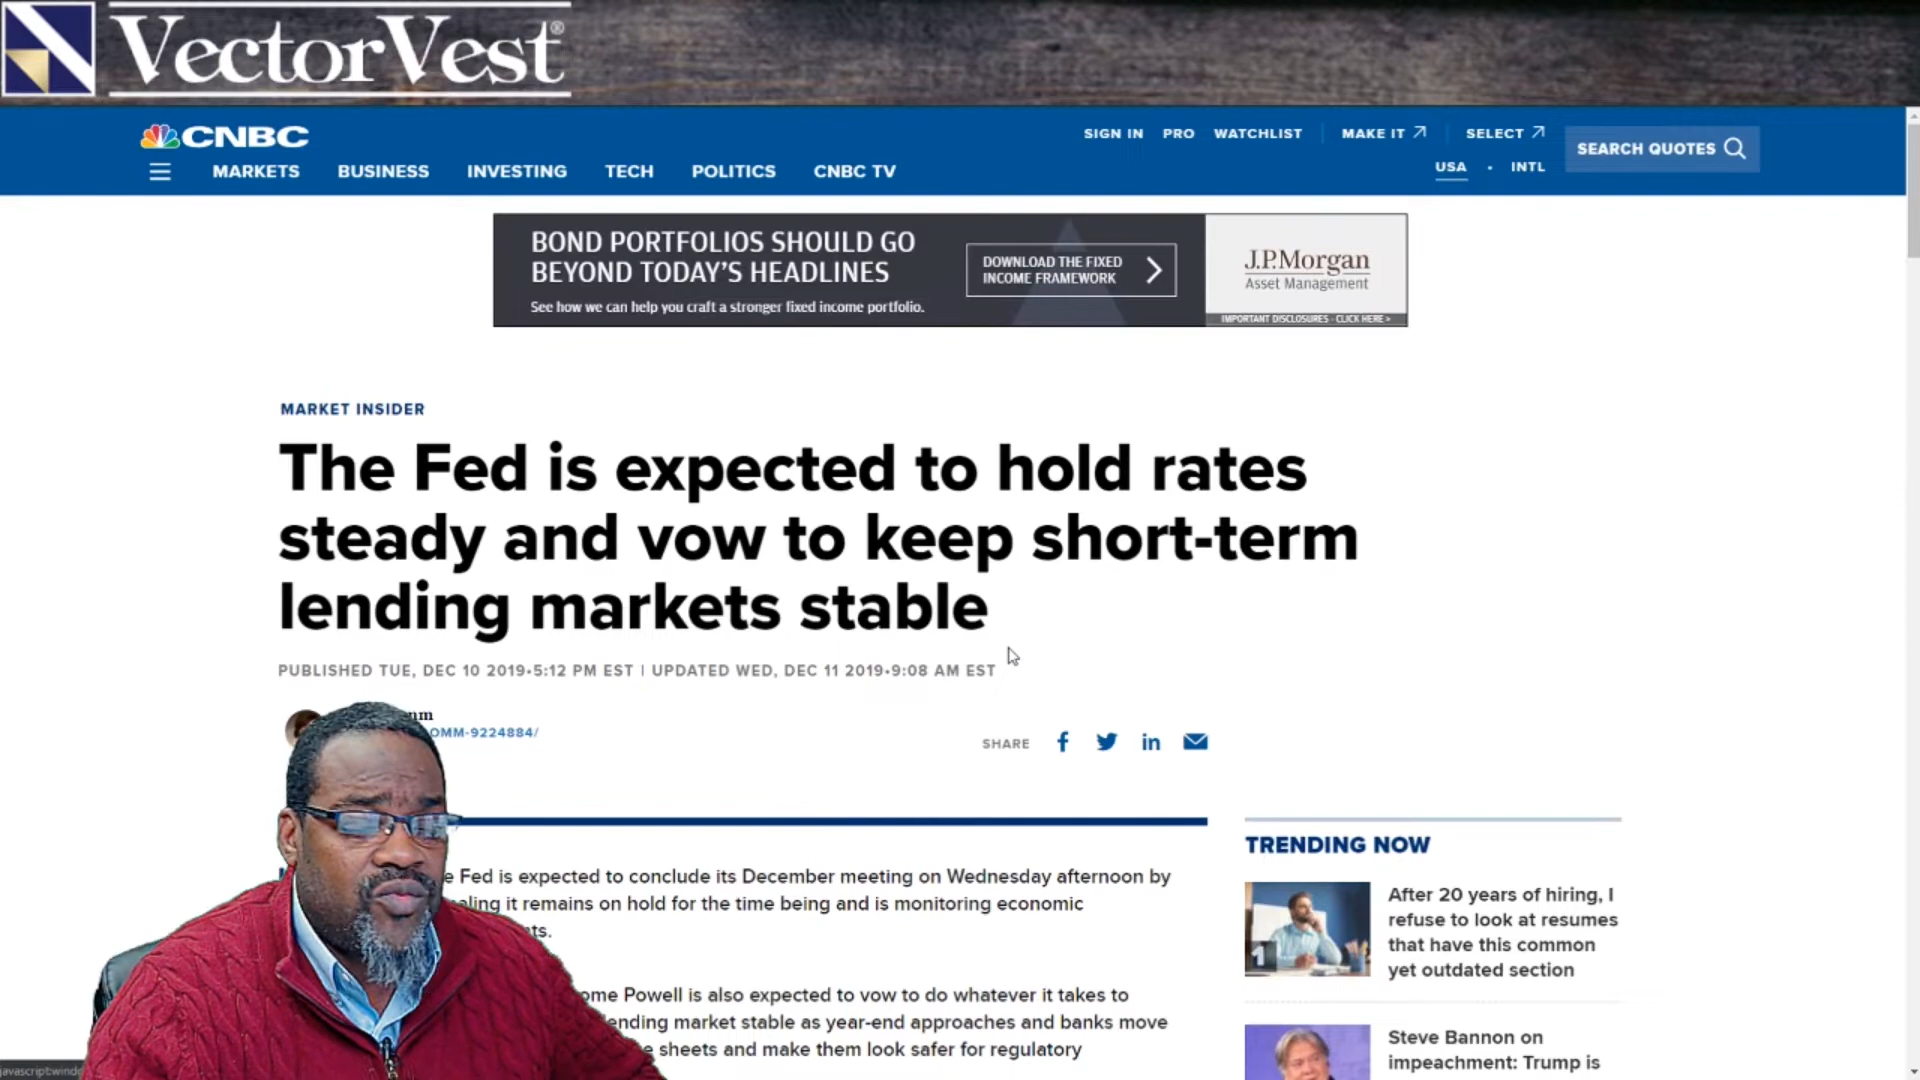 VectorVest®
CNBC
SIGN IN PRO WATCHLIST MAKE IT SELECT
SEARCH QUOTES
USA · INTL
MARKETS BUSINESS INVESTING TECH POLITICS CNBC TV
BOND PORTFOLIOS SHOULD GO
BEYOND TODAY'S HEADLINES
See how we can help you craft a stronger fixed income portfolio.
DOWNLOAD THE FIXED
INCOME FRAMEWORK
J.P.Morgan
Asset Management
IMPORTANT DISCLOSURES - CLICK HERE >
MARKET INSIDER
The Fed is expected to hold rates
steady and vow to keep short-term
lending markets stable
PUBLISHED TUE, DEC 10 2019•5:12 PM EST | UPDATED WED, DEC 11 2019•9:08 AM EST
OMM-9224884/
SHARE
Fed is expected to conclude its December meeting on Wednesday afternoon by
it remains on hold for the time being and is monitoring economic
Powell is also expected to vow to do whatever it takes to
market stable as year-end approaches and banks move
sheets and make them look safer for regulatory
TRENDING NOW
1
After 20 years of hiring, I
refuse to look at resumes
that have this common
yet outdated section
Steve Bannon on
impeachment: Trump is